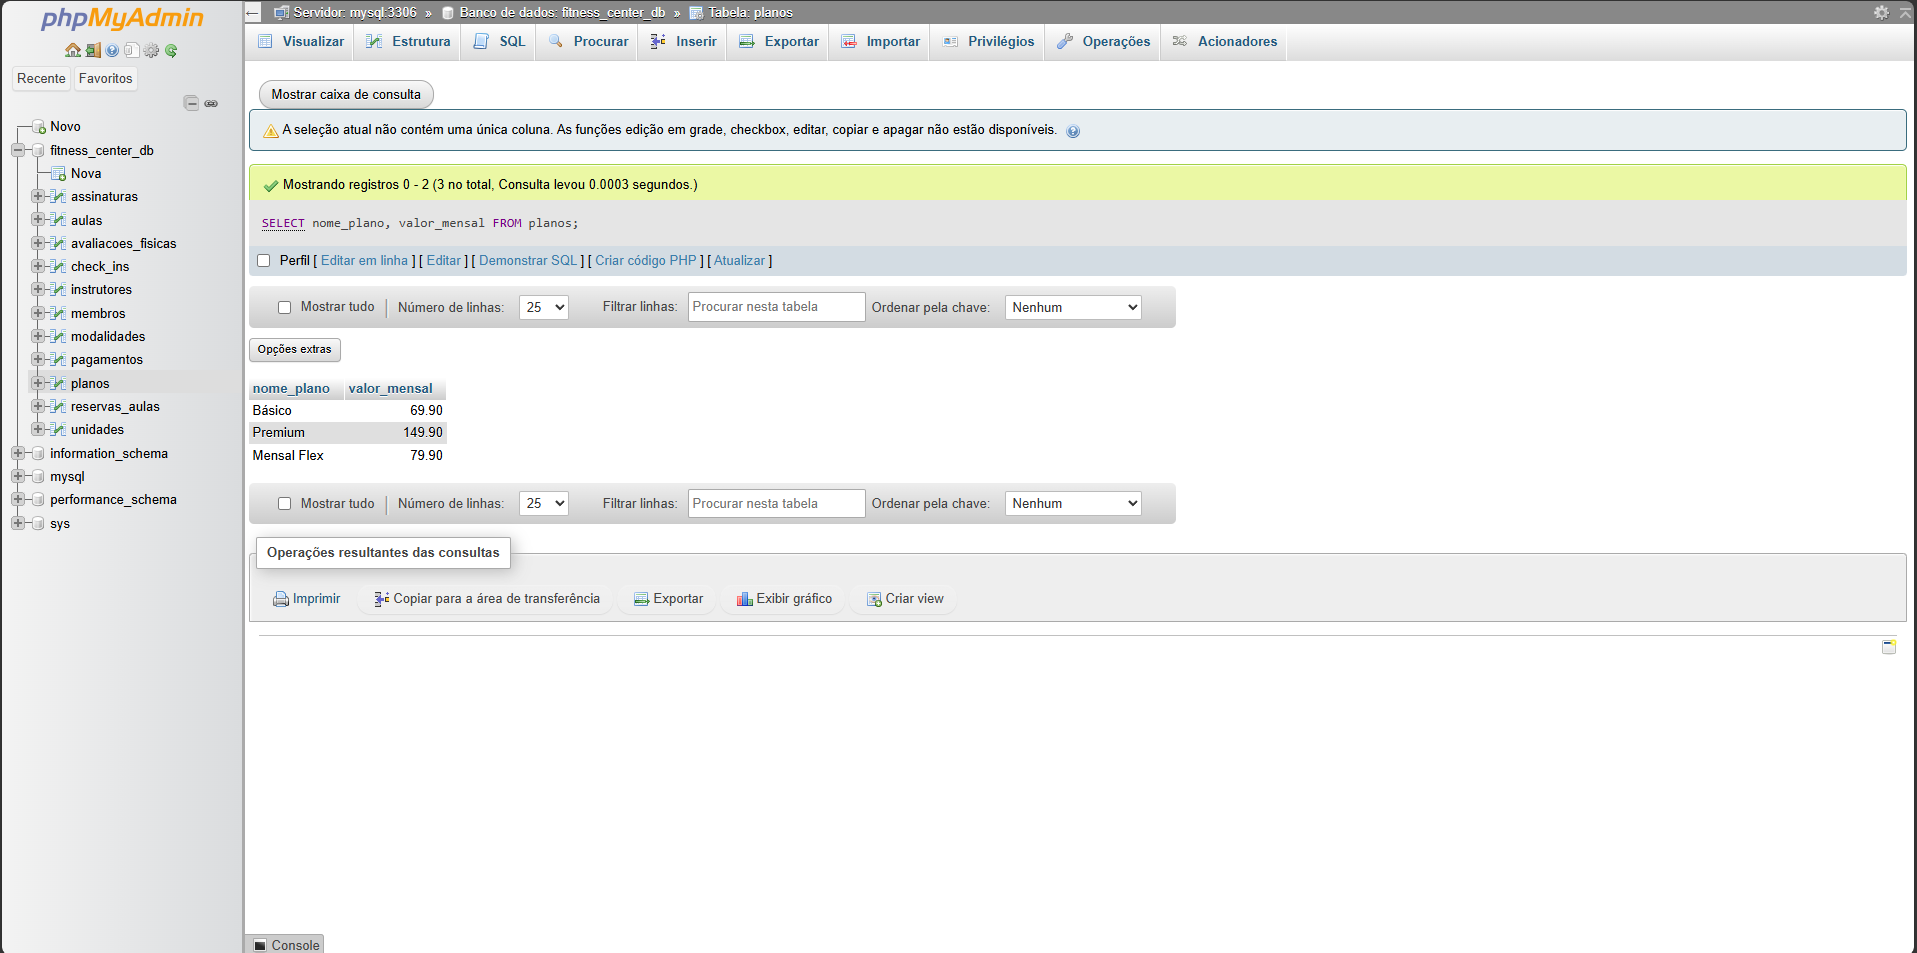 phpMyAdmin
Recente Favoritos
Novo
fitness_center_db
Nova
assinaturas
aulas
avaliacoes_fisicas
check_ins
instrutores
membros
modalidades
pagamentos
planos
reservas_aulas
unidades
information_schema
mysql
performance_schema
sys
Servidor: mysql:3306 » Banco de dados: fitness_center_db » Tabela: planos
Visualizar Estrutura SQL Procurar Inserir Exportar Importar Privilégios Operações Acionadores
Mostrar caixa de consulta
A seleção atual não contém uma única coluna. As funções edição em grade, checkbox, editar, copiar e apagar não estão disponíveis.
Mostrando registros 0 - 2 (3 no total, Consulta levou 0.0003 segundos.)
SELECT nome_plano, valor_mensal FROM planos;
Perfil [ Editar em linha ] [ Editar ] [ Demonstrar SQL ] [ Criar código PHP ] [ Atualizar ]
Mostrar tudo | Número de linhas: 25 Filtrar linhas: Procurar nesta tabela Ordenar pela chave: Nenhum
Opções extras
nome_plano valor_mensal
Básico 69.90
Premium 149.90
Mensal Flex 79.90
Mostrar tudo | Número de linhas: 25 Filtrar linhas: Procurar nesta tabela Ordenar pela chave: Nenhum
Operações resultantes das consultas
Imprimir Copiar para a área de transferência Exportar Exibir gráfico Criar view
Console